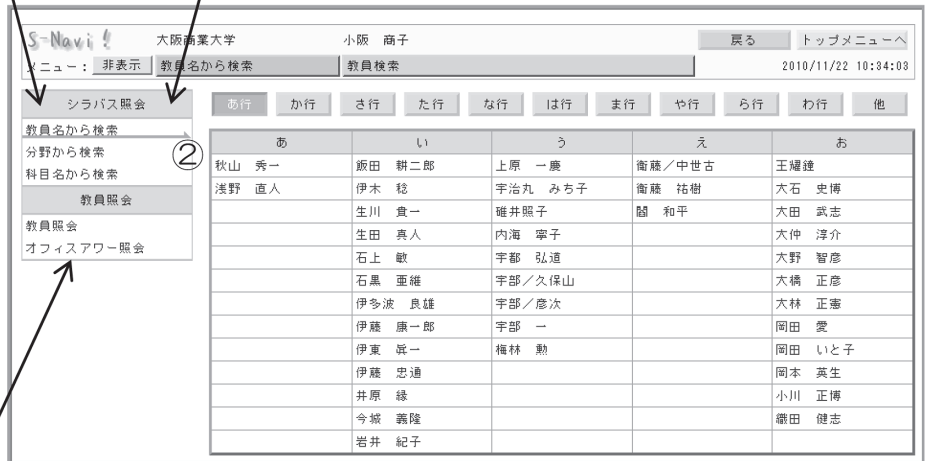 S-Navi! 大阪商業大学 小阪 商子 戻る トップメニューへ
メニュー： 非表示 教員名から検索 教員検索 2010/11/22 10:34:03
シラバス照会
教員名から検索
分野から検索
科目名から検索
教員照会
教員照会
オフィスアワー照会
②
あ行 か行 さ行 た行 な行 は行 ま行 や行 ら行 わ行 他
あ い う え お
秋山 秀一 飯田 耕二郎 上原 一慶 衛藤／中世古 王耀鐘
浅野 直人 伊木 稔 宇治丸 みち子 衛藤 祐樹 大石 史博
生川 貴一 碓井照子 閻 和平 大田 武志
生田 真人 内海 寧子 大仲 淳介
石上 敏 宇都 弘道 大野 智彦
石黒 亜維 宇部／久保山 大橋 正彦
伊多波 良雄 宇部／彦次 大林 正憲
伊藤 康一郎 宇部 一 岡田 愛
伊東 眞一 梅林 勲 岡田 いと子
伊藤 忠通 岡本 英生
井原 縁 小川 正博
今城 義隆 織田 健志
岩井 紀子